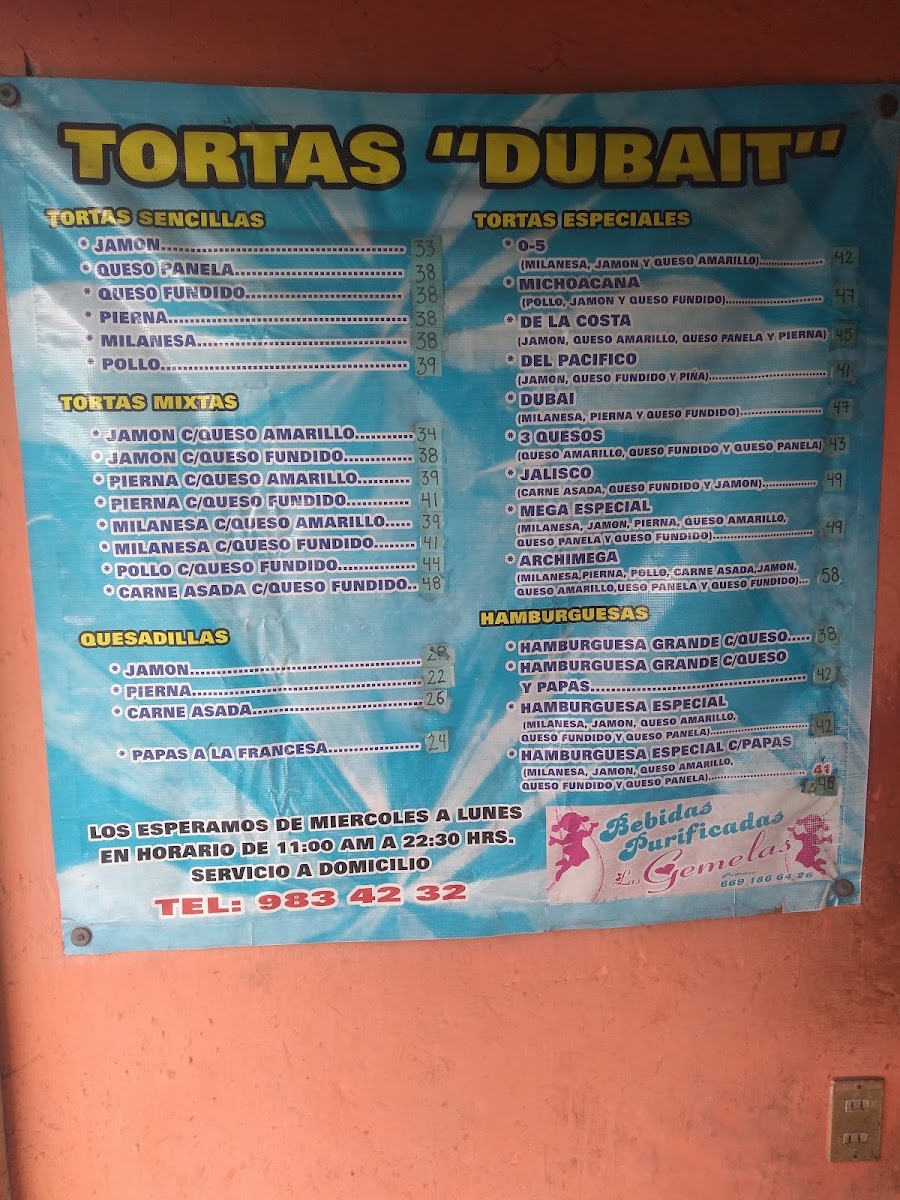 TORTAS "DUBAIT"
TORTAS SENCILLAS
* JAMON.......... 33
* QUESO PANELA.......... 38
* QUESO FUNDIDO.......... 38
* PIERNA.......... 38
* MILANESA.......... 38
* POLLO.......... 39
TORTAS MIXTAS
* JAMON C/QUESO AMARILLO.......... 34
* JAMON C/QUESO FUNDIDO.......... 38
* PIERNA C/QUESO AMARILLO.......... 39
* PIERNA C/QUESO FUNDIDO.......... 41
* MILANESA C/QUESO AMARILLO..... 39
* MILANESA C/QUESO FUNDIDO....... 41
* POLLO C/QUESO FUNDIDO.......... 44
* CARNE ASADA C/QUESO FUNDIDO.. 48
QUESADILLAS
* JAMON..........
* PIERNA.......... 22
* CARNE ASADA.......... 26
* PAPAS A LA FRANCESA.......... 24
LOS ESPERAMOS DE MIERCOLES A LUNES
EN HORARIO DE 11:00 AM A 22:30 HRS.
SERVICIO A DOMICILIO
TEL: 983 42 32
TORTAS ESPECIALES
* O-5
(MILANESA, JAMON Y QUESO AMARILLO).......... 42
* MICHOACANA
(POLLO, JAMON Y QUESO FUNDIDO).......... 47
* DE LA COSTA
(JAMON, QUESO AMARILLO, QUESO PANELA Y PIERNA) 45
* DEL PACIFICO
(JAMON, QUESO FUNDIDO Y PIÑA).......... 41
* DUBAI
(MILANESA, PIERNA Y QUESO FUNDIDO).......... 47
* 3 QUESOS
(QUESO AMARILLO, QUESO FUNDIDO Y QUESO PANELA) 43
* JALISCO
(CARNE ASADA, QUESO FUNDIDO Y JAMON).......... 49
* MEGA ESPECIAL
(MILANESA, JAMON, PIERNA, QUESO AMARILLO,
QUESO PANELA Y QUESO FUNDIDO).......... 49
* ARCHIMEGA
(MILANESA,PIERNA, POLLO, CARNE ASADA,JAMON,
QUESO AMARILLO,UESO PANELA Y QUESO FUNDIDO)... 58
HAMBURGUESAS
* HAMBURGUESA GRANDE C/QUESO..... 38
* HAMBURGUESA GRANDE C/QUESO
Y PAPAS.......... 42
* HAMBURGUESA ESPECIAL
(MILANESA, JAMON, QUESO AMARILLO,
QUESO FUNDIDO Y QUESO PANELA).......... 42
* HAMBURGUESA ESPECIAL C/PAPAS
(MILANESA, JAMON, QUESO AMARILLO, 41
QUESO FUNDIDO Y QUESO PANELA).......... 48
Bebidas
Purificadas
Las Gemelas
Pedidos
669 186 64 26